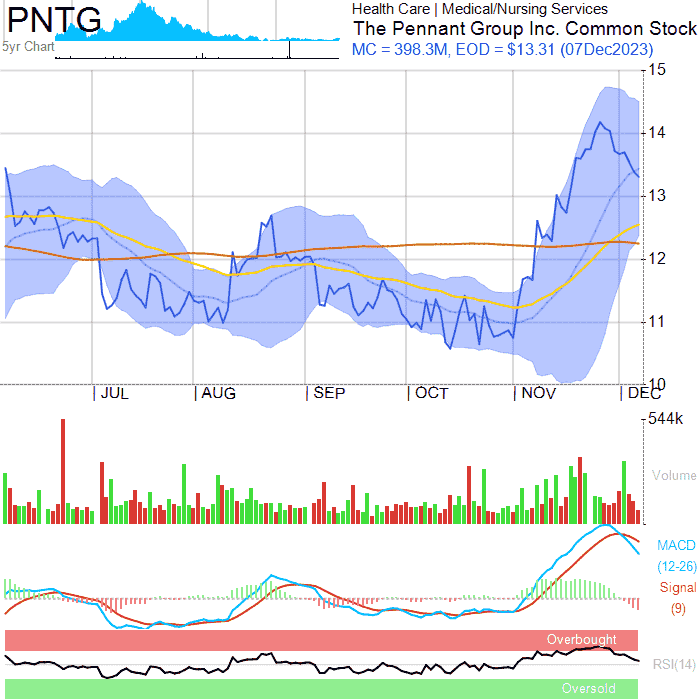 PNTG
5yr Chart
Health Care | Medical/Nursing Services
The Pennant Group Inc. Common Stock
MC = 398.3M, EOD = $13.31 (07Dec2023)
15
14
13
12
11
10
JUL AUG SEP OCT NOV DEC
544k
Volume
MACD
(12-26)
Signal
(9)
Overbought
RSI(14)
Oversold